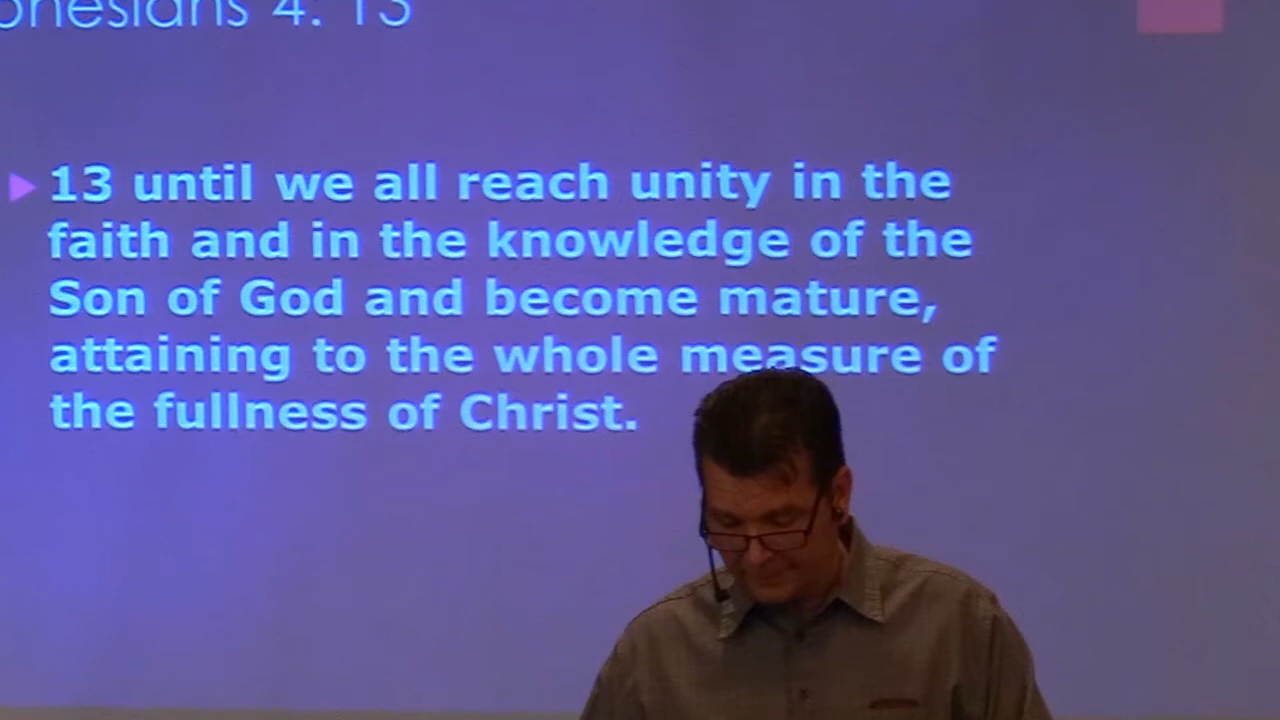 phesians 4: 13
13 until we all reach unity in the
faith and in the knowledge of the
Son of God and become mature,
attaining to the whole measure of
the fullness of Christ.